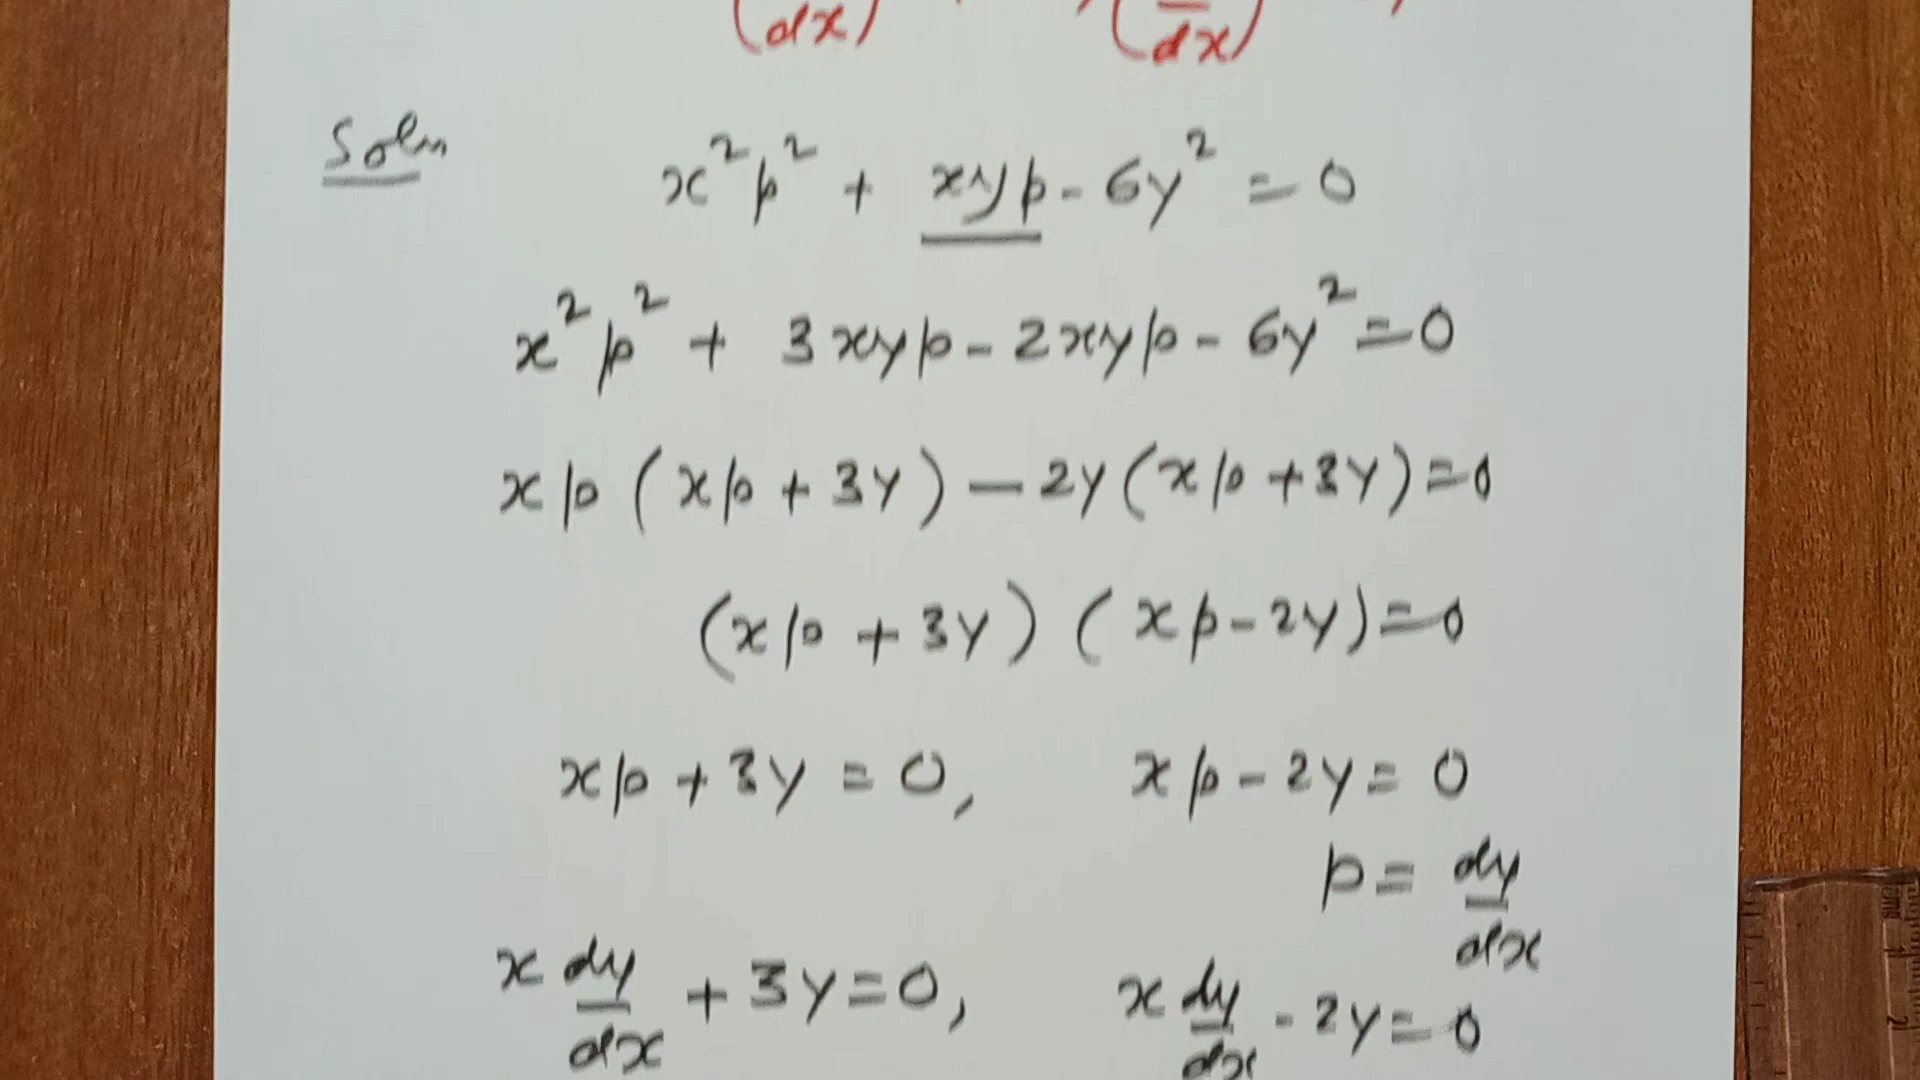 (dx) (dx)
Soln
x²p² + xyp - 6y² = 0
x²p² + 3xyp - 2xyp - 6y² = 0
xp (xp + 3y) - 2y (xp + 3y) = 0
(xp + 3y) (xp - 2y) = 0
xp + 3y = 0, xp - 2y = 0
p = dy/dx
x dy/dx + 3y = 0, x dy/dx - 2y = 0